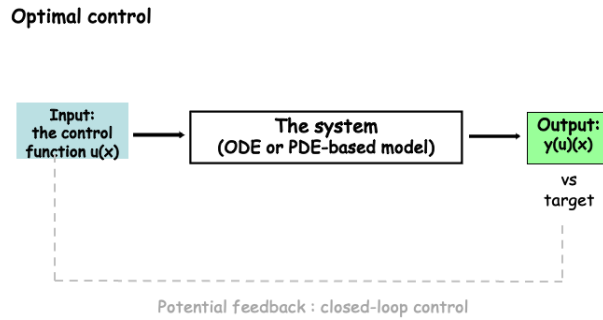 Optimal control
Input:
the control
function u(x)
The system
(ODE or PDE-based model)
Output:
y(u)(x)
vs
target
Potential feedback : closed-loop control